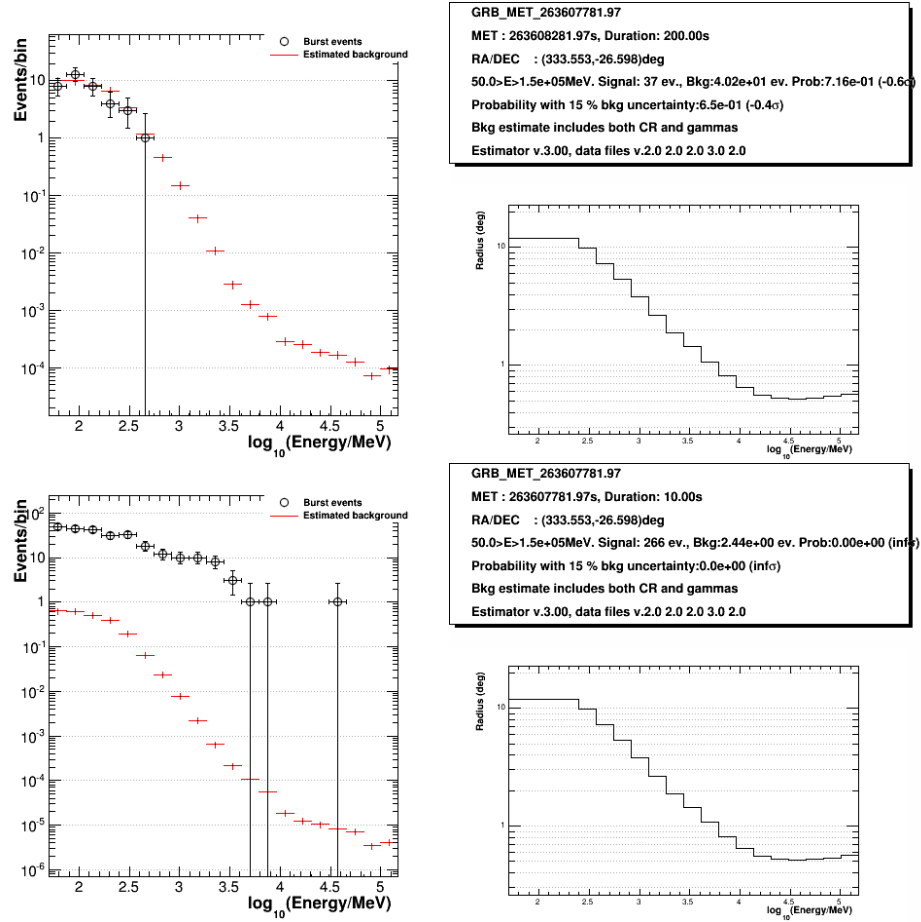 Events/bin
Burst events
Estimated background
10
1
10-1
10-2
10-3
10-4
2 2.5 3 3.5 4 4.5 5
log10(Energy/MeV)
GRB_MET_263607781.97
MET : 263608281.97s, Duration: 200.00s
RA/DEC : (333.553,-26.598)deg
50.0>E>1.5e+05MeV. Signal: 37 ev., Bkg:4.02e+01 ev. Prob:7.16e-01 (-0.6σ)
Probability with 15 % bkg uncertainty:6.5e-01 (-0.4σ)
Bkg estimate includes both CR and gammas
Estimator v.3.00, data files v.2.0 2.0 2.0 3.0 2.0
Radius (deg)
10
1
2 2.5 3 3.5 4 4.5 5
log10(Energy/MeV)
Events/bin
Burst events
Estimated background
102
10
1
10-1
10-2
10-3
10-4
10-5
10-6
2 2.5 3 3.5 4 4.5 5
log10(Energy/MeV)
GRB_MET_263607781.97
MET : 263607781.97s, Duration: 10.00s
RA/DEC : (333.553,-26.598)deg
50.0>E>1.5e+05MeV. Signal: 266 ev., Bkg:2.44e+00 ev. Prob:0.00e+00 (infσ)
Probability with 15 % bkg uncertainty:0.0e+00 (infσ)
Bkg estimate includes both CR and gammas
Estimator v.3.00, data files v.2.0 2.0 2.0 3.0 2.0
Radius (deg)
10
1
2 2.5 3 3.5 4 4.5 5
log10(Energy/MeV)